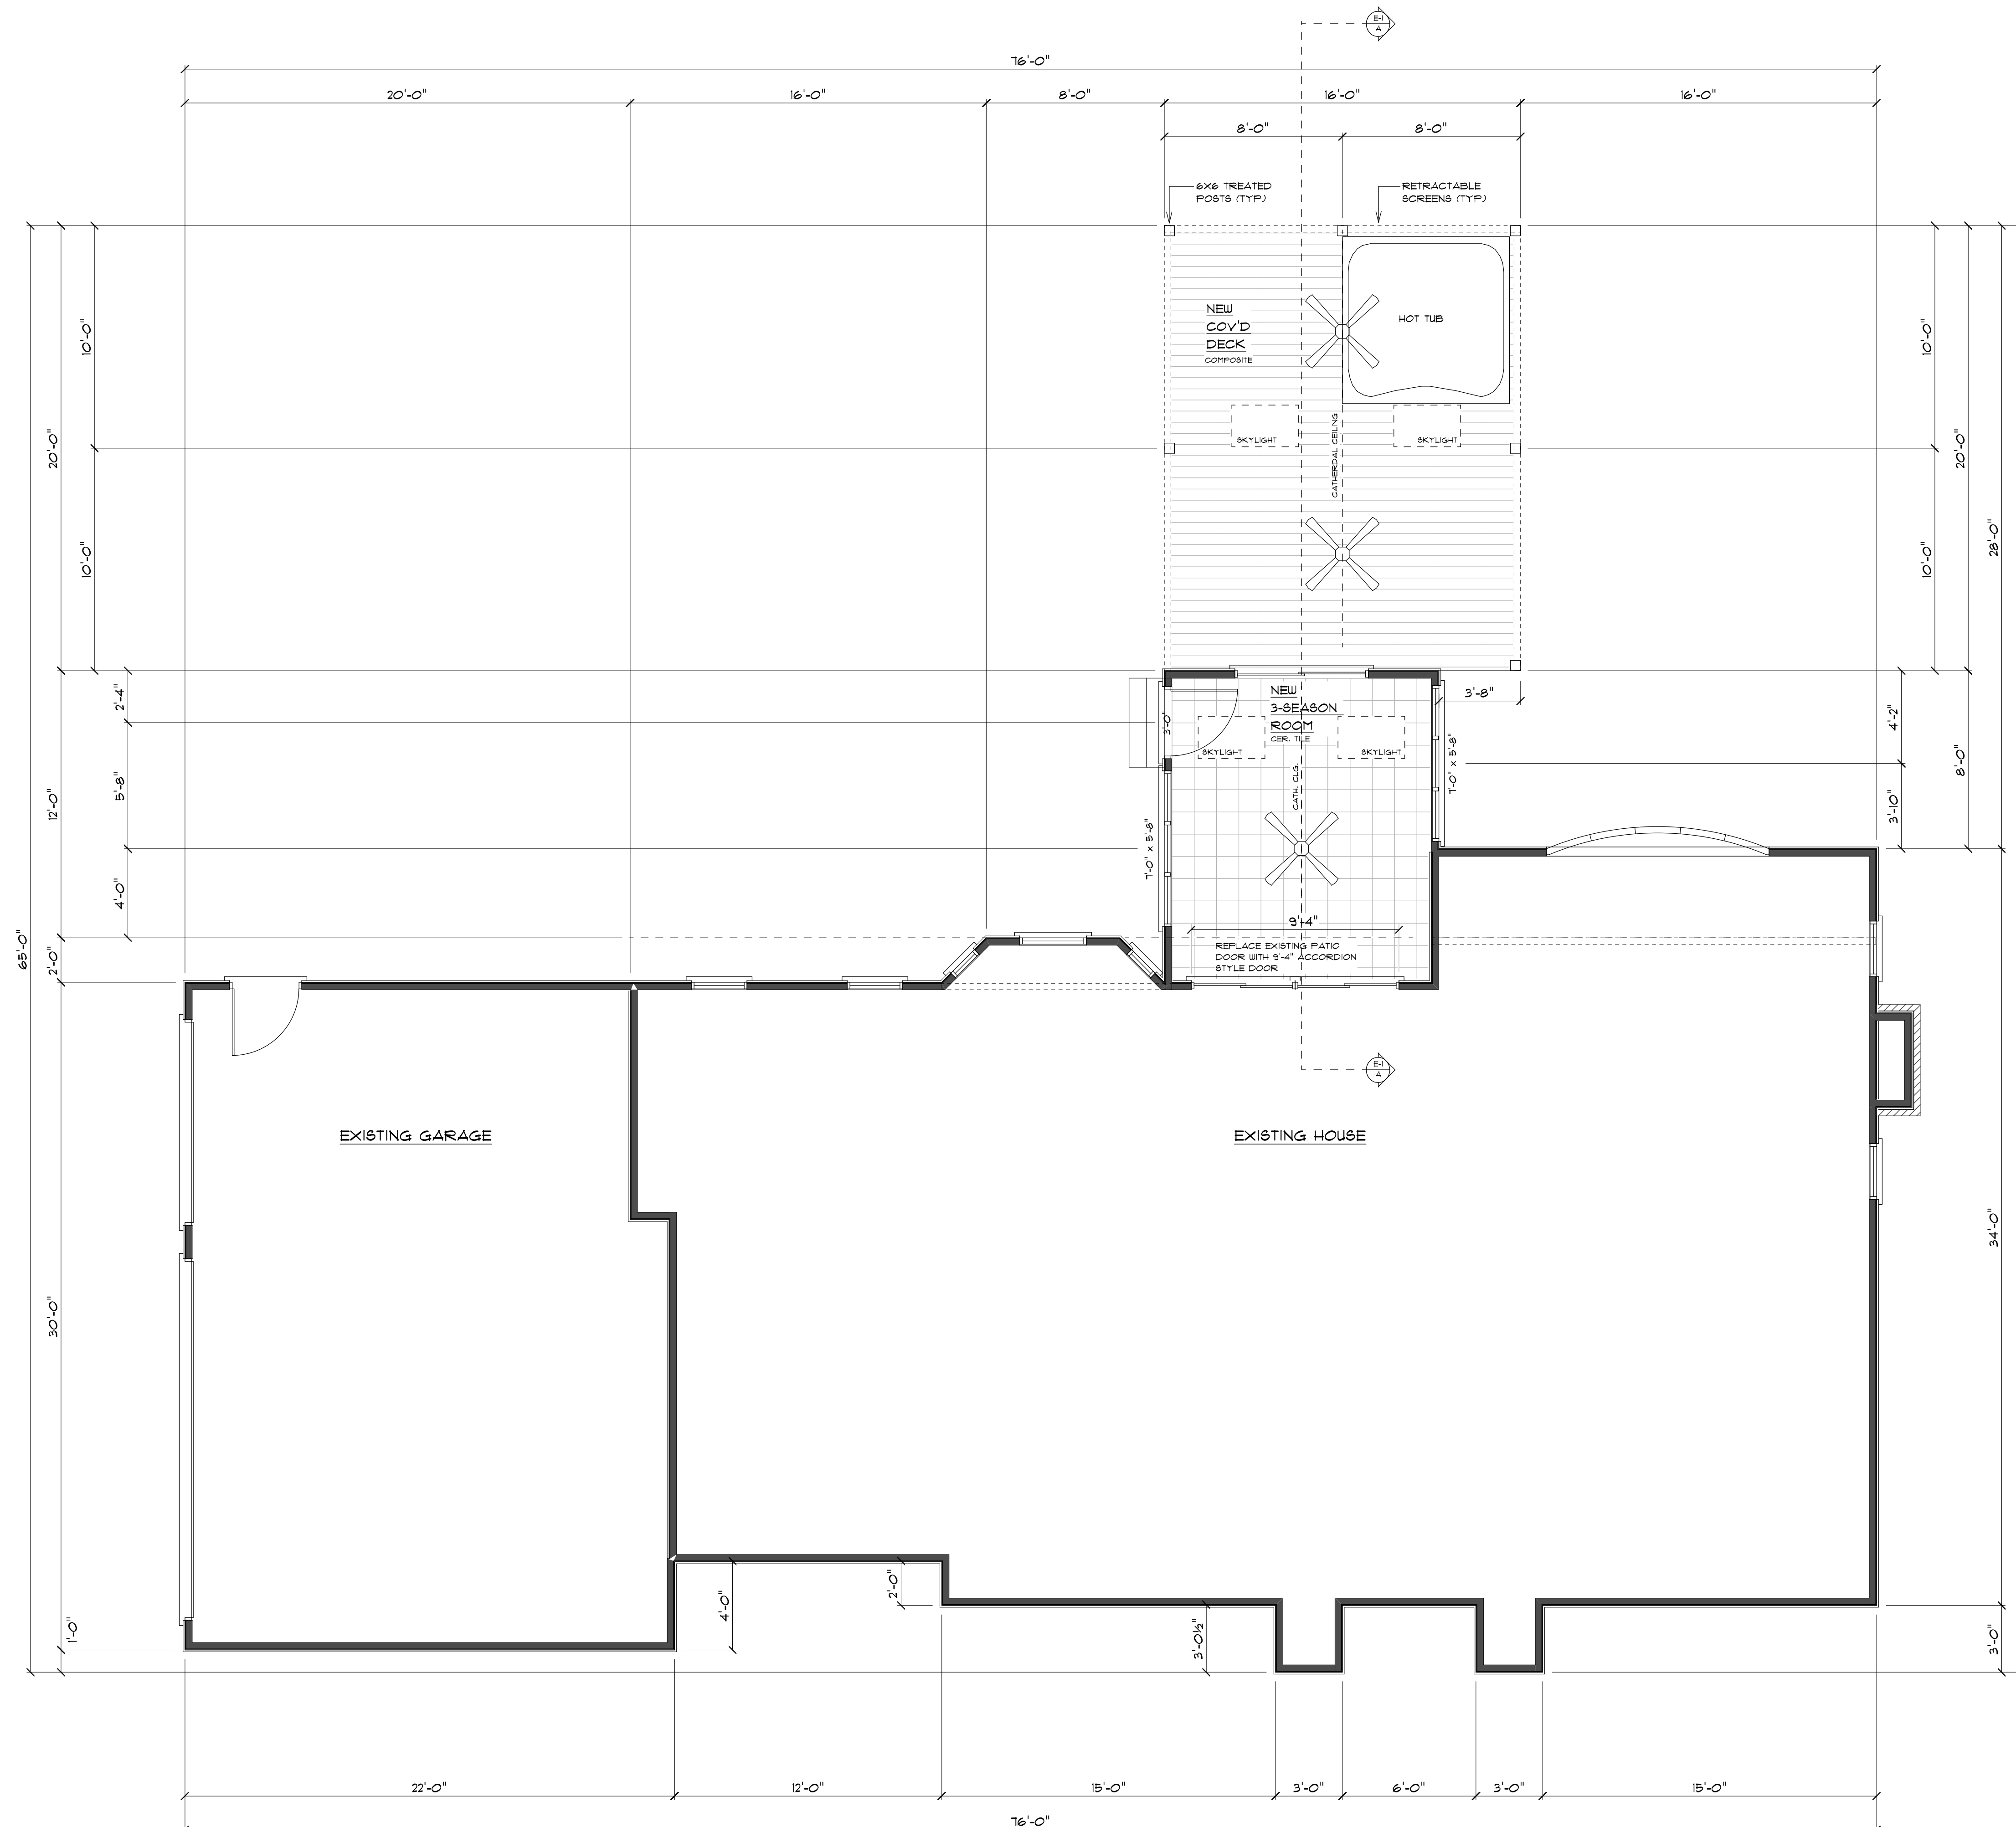 E-1
A
76'-0"
20'-0"
16'-0"
8'-0"
16'-0"
16'-0"
8'-0"
8'-0"
6X6 TREATED
POSTS (TYP.)
RETRACTABLE
SCREENS (TYP.)
NEW
COV'D
DECK
COMPOSITE
HOT TUB
SKYLIGHT
SKYLIGHT
CATHERDAL CEILING
10'-0"
20'-0"
10'-0"
10'-0"
20'-0"
10'-0"
28'-0"
2'-4"
5'-8"
12'-0"
4'-0"
2'-0"
65'-0"
3'-0"
NEW
3-SEASON
ROOM
CER. TILE
SKYLIGHT
SKYLIGHT
CATH. CLG.
7'-0" x 5'-8"
7'-0" x 5'-8"
3'-8"
4'-2"
8'-0"
3'-10"
9'-4"
REPLACE EXISTING PATIO
DOOR WITH 9'-4" ACCORDION
STYLE DOOR
E-1
A
EXISTING GARAGE
EXISTING HOUSE
30'-0"
34'-0"
1'-0"
4'-0"
2'-0"
3'-0½"
3'-0"
22'-0"
12'-0"
15'-0"
3'-0"
6'-0"
3'-0"
15'-0"
76'-0"